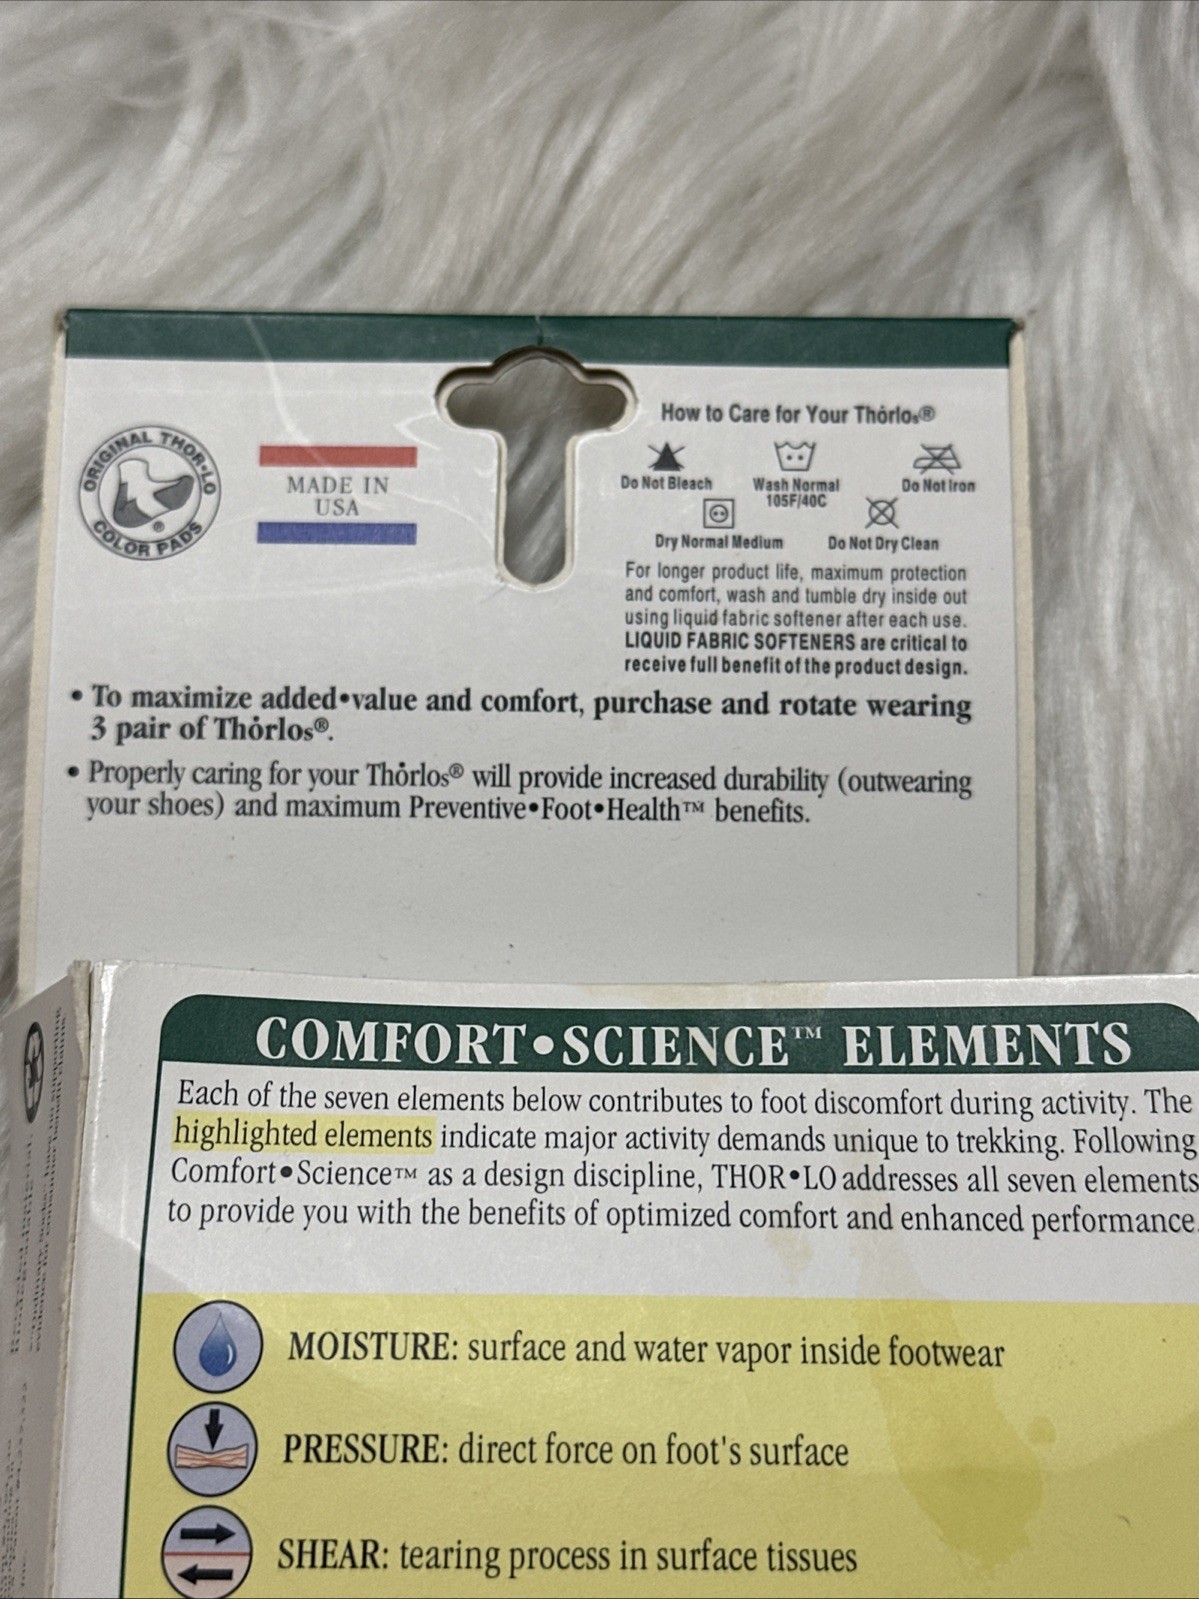 ORIGINAL THOR•LO
COLOR PADS
®
MADE IN
USA
How to Care for Your Thörlos®
Do Not Bleach
Wash Normal
105F/40C
Do Not Iron
Dry Normal Medium
Do Not Dry Clean
For longer product life, maximum protection
and comfort, wash and tumble dry inside out
using liquid fabric softener after each use.
LIQUID FABRIC SOFTENERS are critical to
receive full benefit of the product design.
• To maximize added•value and comfort, purchase and rotate wearing
3 pair of Thörlos®.
• Properly caring for your Thörlos® will provide increased durability (outwearing
your shoes) and maximum Preventive•Foot•Health™ benefits.
COMFORT•SCIENCE™ ELEMENTS
Each of the seven elements below contributes to foot discomfort during activity. The
highlighted elements indicate major activity demands unique to trekking. Following
Comfort•Science™ as a design discipline, THOR•LO addresses all seven elements
to provide you with the benefits of optimized comfort and enhanced performance.
MOISTURE: surface and water vapor inside footwear
PRESSURE: direct force on foot's surface
SHEAR: tearing process in surface tissues